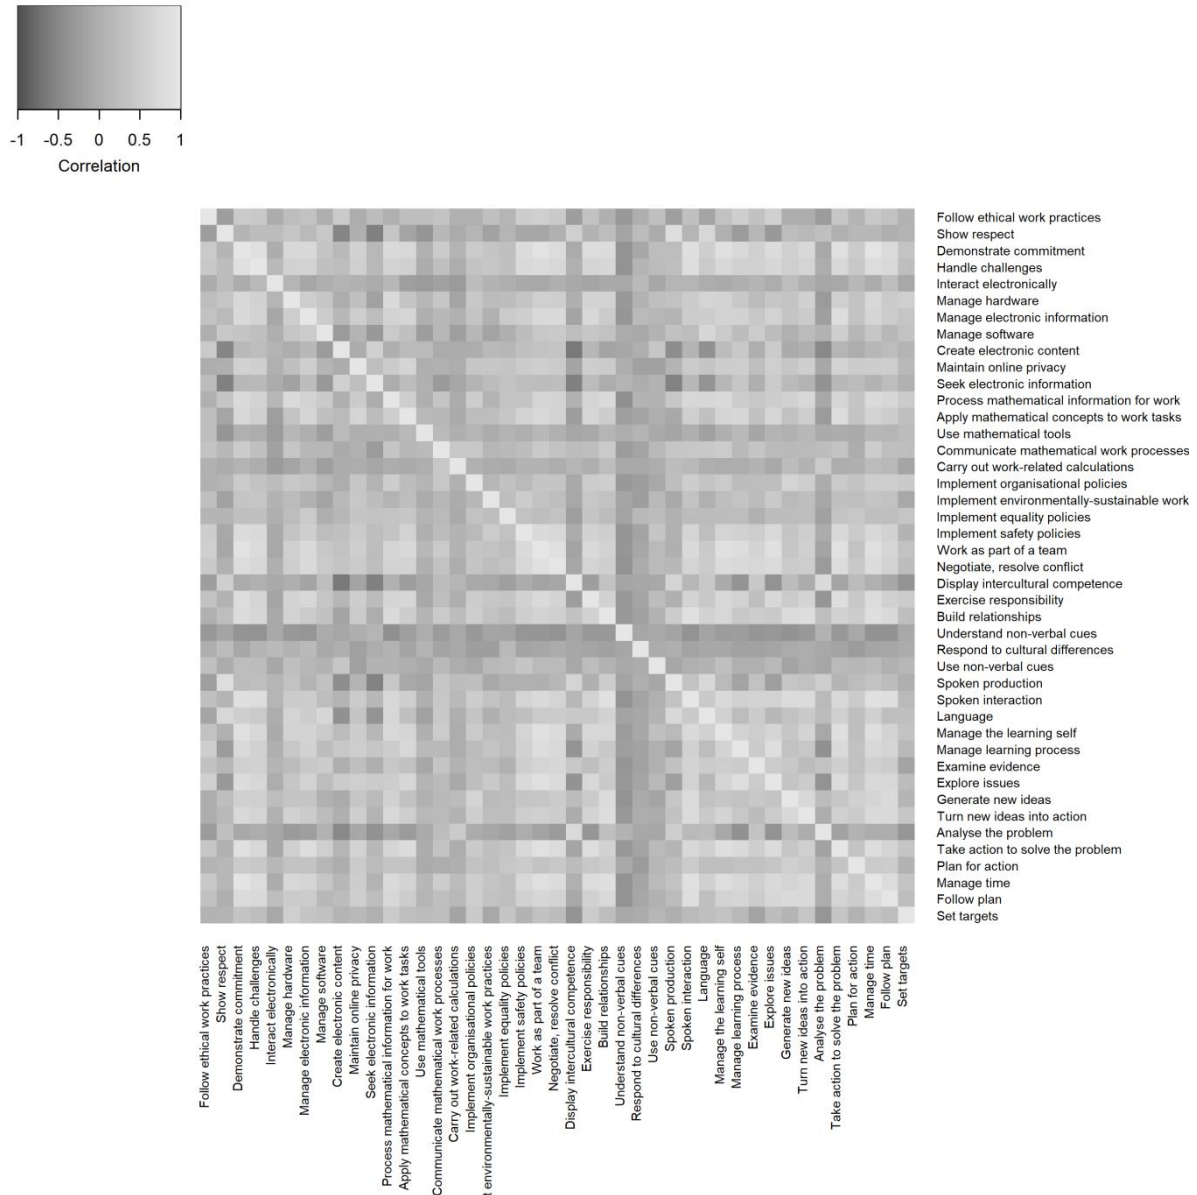 -1 -0.5 0 0.5 1
Correlation
Follow ethical work practices
Show respect
Demonstrate commitment
Handle challenges
Interact electronically
Manage hardware
Manage electronic information
Manage software
Create electronic content
Maintain online privacy
Seek electronic information
Process mathematical information for work
Apply mathematical concepts to work tasks
Use mathematical tools
Communicate mathematical work processes
Carry out work-related calculations
Implement organisational policies
Implement environmentally-sustainable work
Implement equality policies
Implement safety policies
Work as part of a team
Negotiate, resolve conflict
Display intercultural competence
Exercise responsibility
Build relationships
Understand non-verbal cues
Respond to cultural differences
Use non-verbal cues
Spoken production
Spoken interaction
Language
Manage the learning self
Manage learning process
Examine evidence
Explore issues
Generate new ideas
Turn new ideas into action
Analyse the problem
Take action to solve the problem
Plan for action
Manage time
Follow plan
Set targets
Follow ethical work practices
Show respect
Demonstrate commitment
Handle challenges
Interact electronically
Manage hardware
Manage electronic information
Manage software
Create electronic content
Maintain online privacy
Seek electronic information
Process mathematical information for work
Apply mathematical concepts to work tasks
Use mathematical tools
Communicate mathematical work processes
Carry out work-related calculations
Implement organisational policies
t environmentally-sustainable work practices
Implement equality policies
Implement safety policies
Work as part of a team
Negotiate, resolve conflict
Display intercultural competence
Exercise responsibility
Build relationships
Understand non-verbal cues
Respond to cultural differences
Use non-verbal cues
Spoken production
Spoken interaction
Language
Manage the learning self
Manage learning process
Examine evidence
Explore issues
Generate new ideas
Turn new ideas into action
Analyse the problem
Take action to solve the problem
Plan for action
Manage time
Follow plan
Set targets